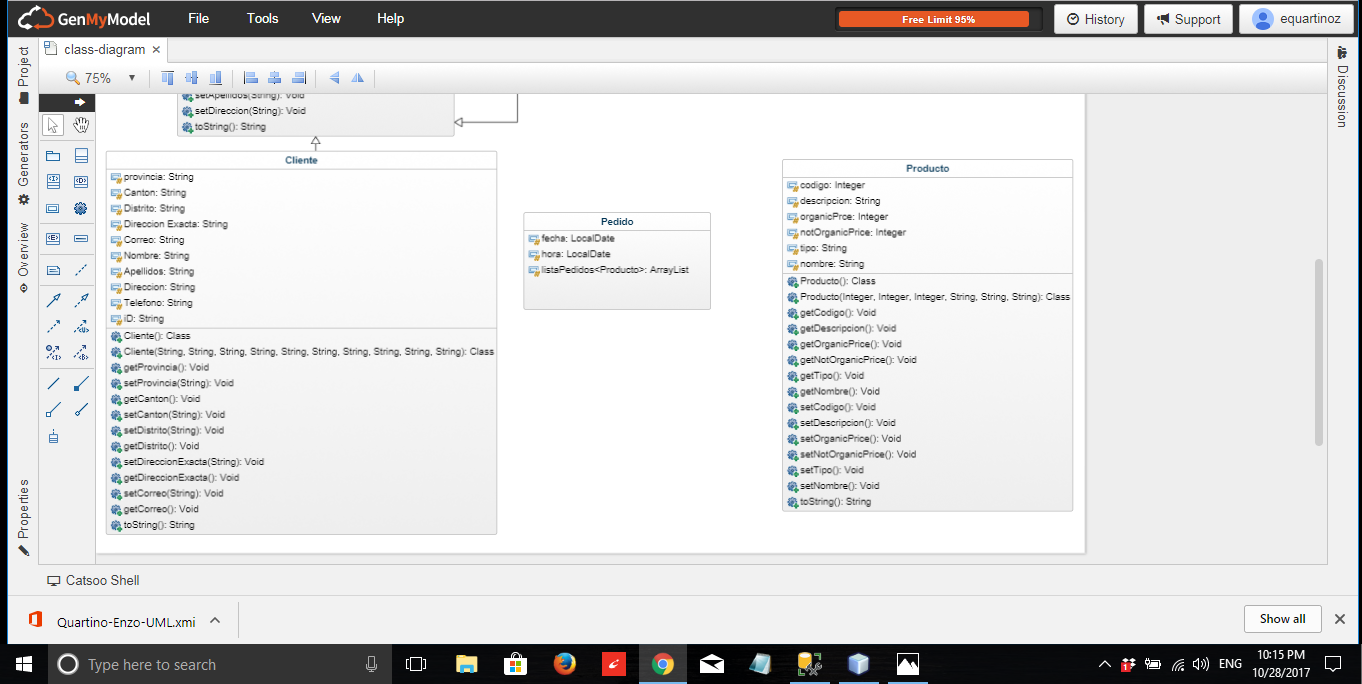 GenMyModel
File
Tools
View
Help
Free Limit 95%
History
Support
equartinoz
Project
Generators
Overview
Properties
Discussion
class-diagram
75%
setApellidos(String): Void
setDireccion(String): Void
toString(): String
Cliente
provincia: String
Canton: String
Distrito: String
Direccion Exacta: String
Correo: String
Nombre: String
Apellidos: String
Direccion: String
Telefono: String
iD: String
Cliente(): Class
Cliente(String, String, String, String, String, String, String, String, String, String): Class
getProvincia(): Void
setProvincia(String): Void
getCanton(): Void
setCanton(String): Void
setDistrito(String): Void
getDistrito(): Void
setDireccionExacta(String): Void
getDireccionExacta(): Void
setCorreo(String): Void
getCorreo(): Void
toString(): String
Pedido
fecha: LocalDate
hora: LocalDate
listaPedidos<Producto>: ArrayList
Producto
codigo: Integer
descripcion: String
organicPrce: Integer
notOrganicPrice: Integer
tipo: String
nombre: String
Producto(): Class
Producto(Integer, Integer, Integer, String, String, String): Class
getCodigo(): Void
getDescripcion(): Void
getOrganicPrice(): Void
getNotOrganicPrice(): Void
getTipo(): Void
getNombre(): Void
setCodigo(): Void
setDescripcion(): Void
setOrganicPrice(): Void
setNotOrganicPrice(): Void
setTipo(): Void
setNombre(): Void
toString(): String
Catsoo Shell
Quartino-Enzo-UML.xmi
Show all
Type here to search
ENG
10:15 PM
10/28/2017